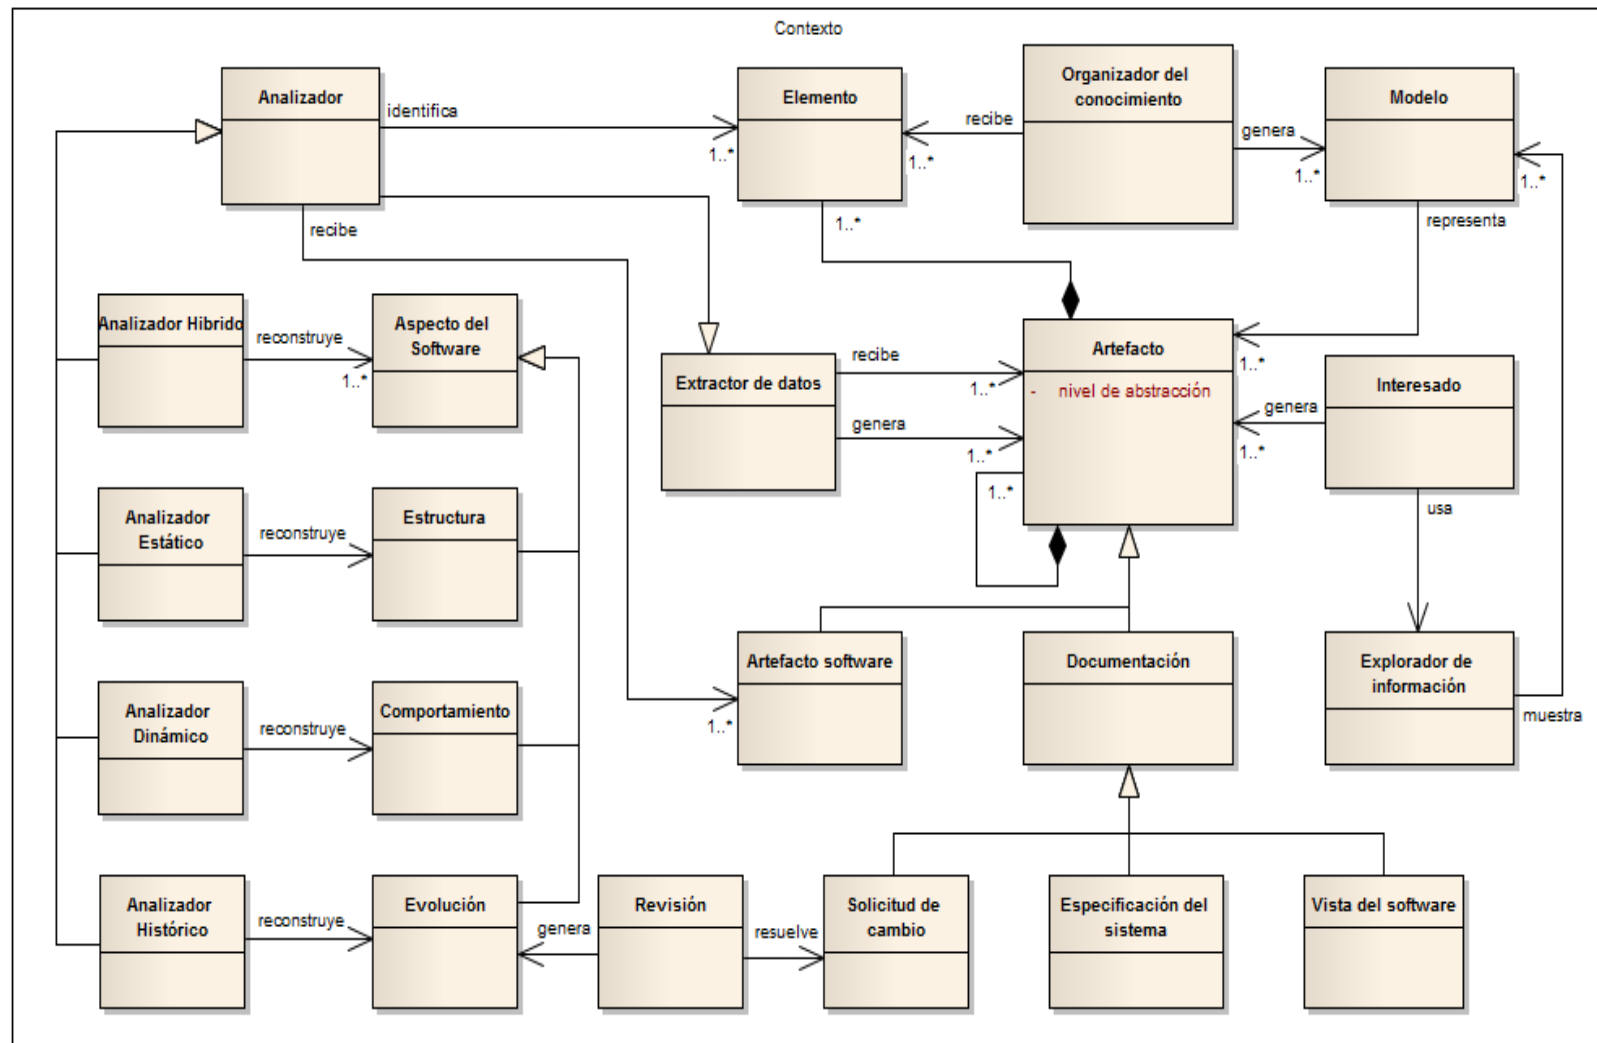 Contexto
Analizador
identifica
1..*
Elemento
1..*
recibe
1..*
Organizador del
conocimiento
genera
1..*
Modelo
1..*
representa
recibe
Analizador Hibrido
reconstruye
1..*
Aspecto del
Software
Extractor de datos
recibe
1..*
genera
1..*
Artefacto
- nivel de abstracción
1..*
1..*
genera
1..*
Interesado
usa
Analizador
Estático
reconstruye
Estructura
Artefacto software
1..*
Documentación
Explorador de
información
muestra
Analizador
Dinámico
reconstruye
Comportamiento
Analizador
Histórico
reconstruye
Evolución
genera
Revisión
resuelve
Solicitud de
cambio
Especificación del
sistema
Vista del software